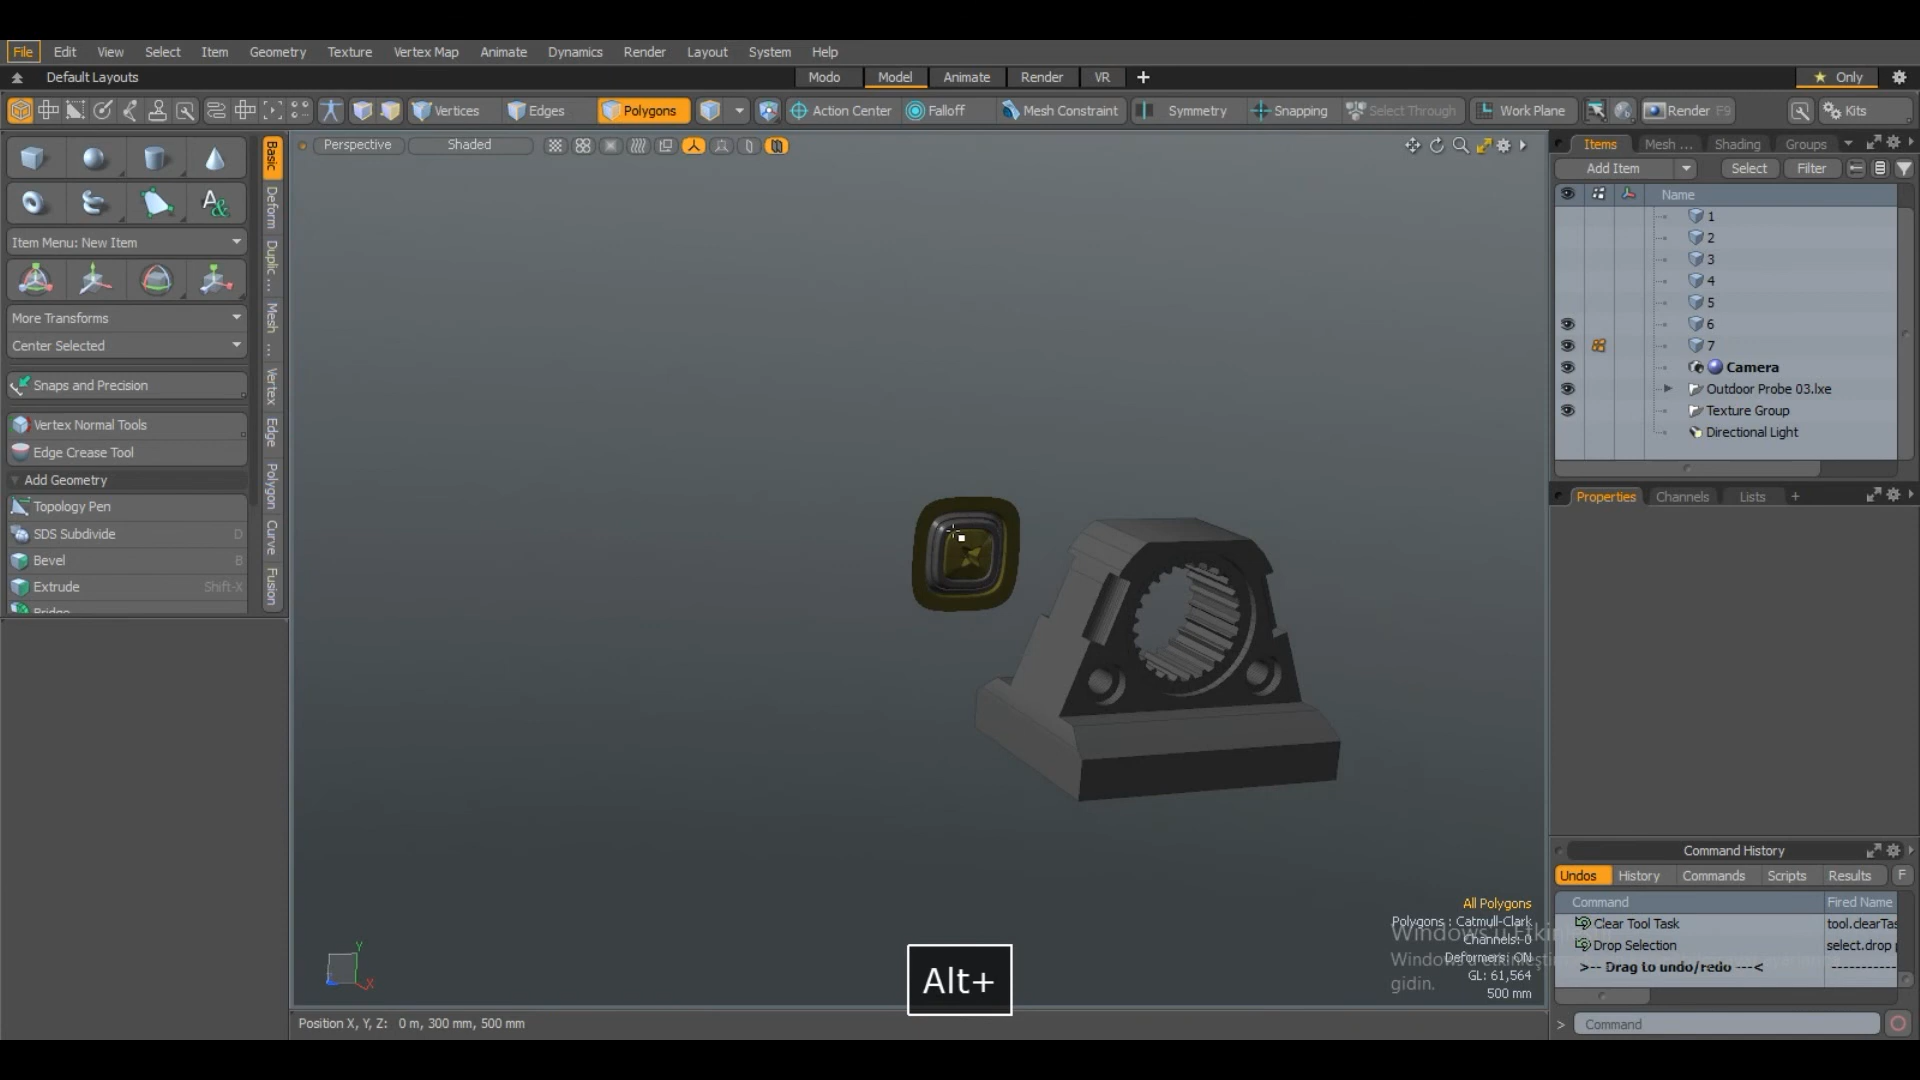 File Edit View Select Item Geometry Texture Vertex Map Animate Dynamics Render Layout System Help
Default Layouts
Modo Model Animate Render VR +
★ Only
Vertices Edges Polygons Action Center Falloff Mesh Constraint Symmetry Snapping Select Through Work Plane Render F9 Kits
Perspective Shaded
Basic
Deform
Duplic ...
Mesh ...
Vertex
Edge
Polygon
Curve
Fusion
Item Menu: New Item
More Transforms
Center Selected
Snaps and Precision
Vertex Normal Tools
Edge Crease Tool
Add Geometry
Topology Pen
SDS Subdivide D
Bevel B
Extrude Shift-X
Bridge
Items Mesh ... Shading Groups
Add Item Select Filter
Name
1
2
3
4
5
6
7
Camera
Outdoor Probe 03.lxe
Texture Group
Directional Light
Properties Channels Lists +
Command History
Undos History Commands Scripts Results F
Command Fired Name
Clear Tool Task tool.clearTas
Drop Selection select.drop
>-- Drag to undo/redo ---< -----------
> Command
All Polygons
Polygons : Catmull-Clark
Channels: 0
Deformers: ON
GL: 61,564
500 mm
gidin.
Alt+
Y
X
Position X, Y, Z: 0 m, 300 mm, 500 mm